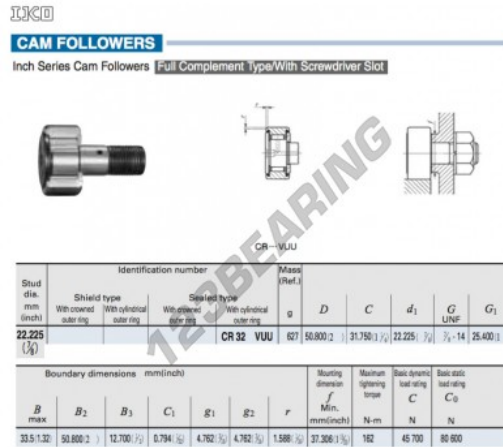 IKO
CAM FOLLOWERS
Inch Series Cam Followers Full Complement Type/With Screwdriver Slot
123BEARING
r
r
f
CR···VUU
Stud dia. mm (inch)
Identification number
Mass (Ref.) g
Shield type
Sealed type
With crowned outer ring
With cylindrical outer ring
With crowned outer ring
With cylindrical outer ring
D
C
d1
G UNF
G1
22.225 (7/8) CR 32 VUU 627 50.800(2 ) 31.750(1 1/4) 22.225( 7/8) 7/8-14 25.400(1
Boundary dimensions mm(inch)
Mounting dimension f Min. mm(inch)
Maximum tightening torque N-m
Basic dynamic load rating C N
Basic static load rating C0 N
B max
B2
B3
C1
g1
g2
r
33.5(1.32) 50.800(2 ) 12.700(1/2) 0.794(1/32) 4.762(3/16) 4.762(3/16) 1.588(1/16) 162 45 700 80 600